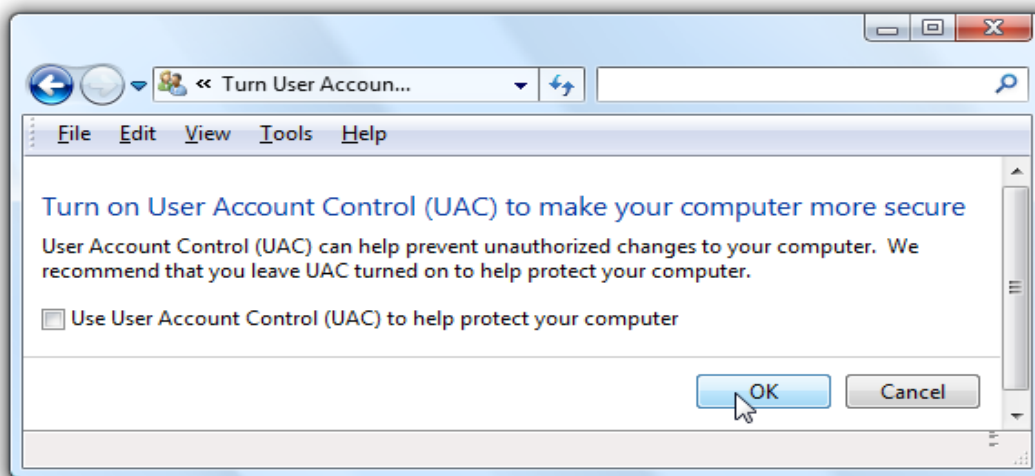 « Turn User Accoun...
File Edit View Tools Help
Turn on User Account Control (UAC) to make your computer more secure
User Account Control (UAC) can help prevent unauthorized changes to your computer. We
recommend that you leave UAC turned on to help protect your computer.
Use User Account Control (UAC) to help protect your computer
OK Cancel